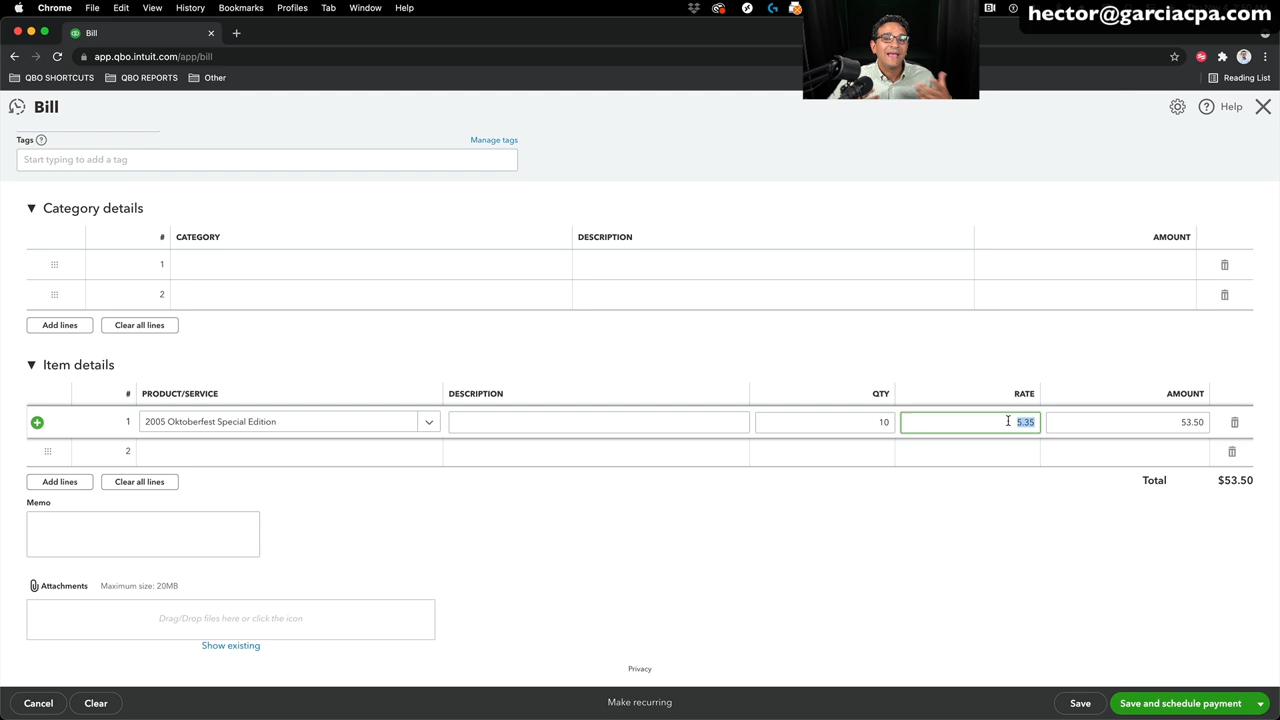 Chrome File Edit View History Bookmarks Profiles Tab Window Help
hector@garciacpa.com
Bill
app.qbo.intuit.com/app/bill
QBO SHORTCUTS QBO REPORTS Other Reading List
Bill Help
Tags Manage tags
Start typing to add a tag
Category details
# CATEGORY DESCRIPTION AMOUNT
1
2
Add lines Clear all lines
Item details
# PRODUCT/SERVICE DESCRIPTION QTY RATE AMOUNT
1 2005 Oktoberfest Special Edition 10 5.35 53.50
2
Add lines Clear all lines Total $53.50
Memo
Attachments Maximum size: 20MB
Drag/Drop files here or click the icon
Show existing
Privacy
Cancel Clear Make recurring Save Save and schedule payment